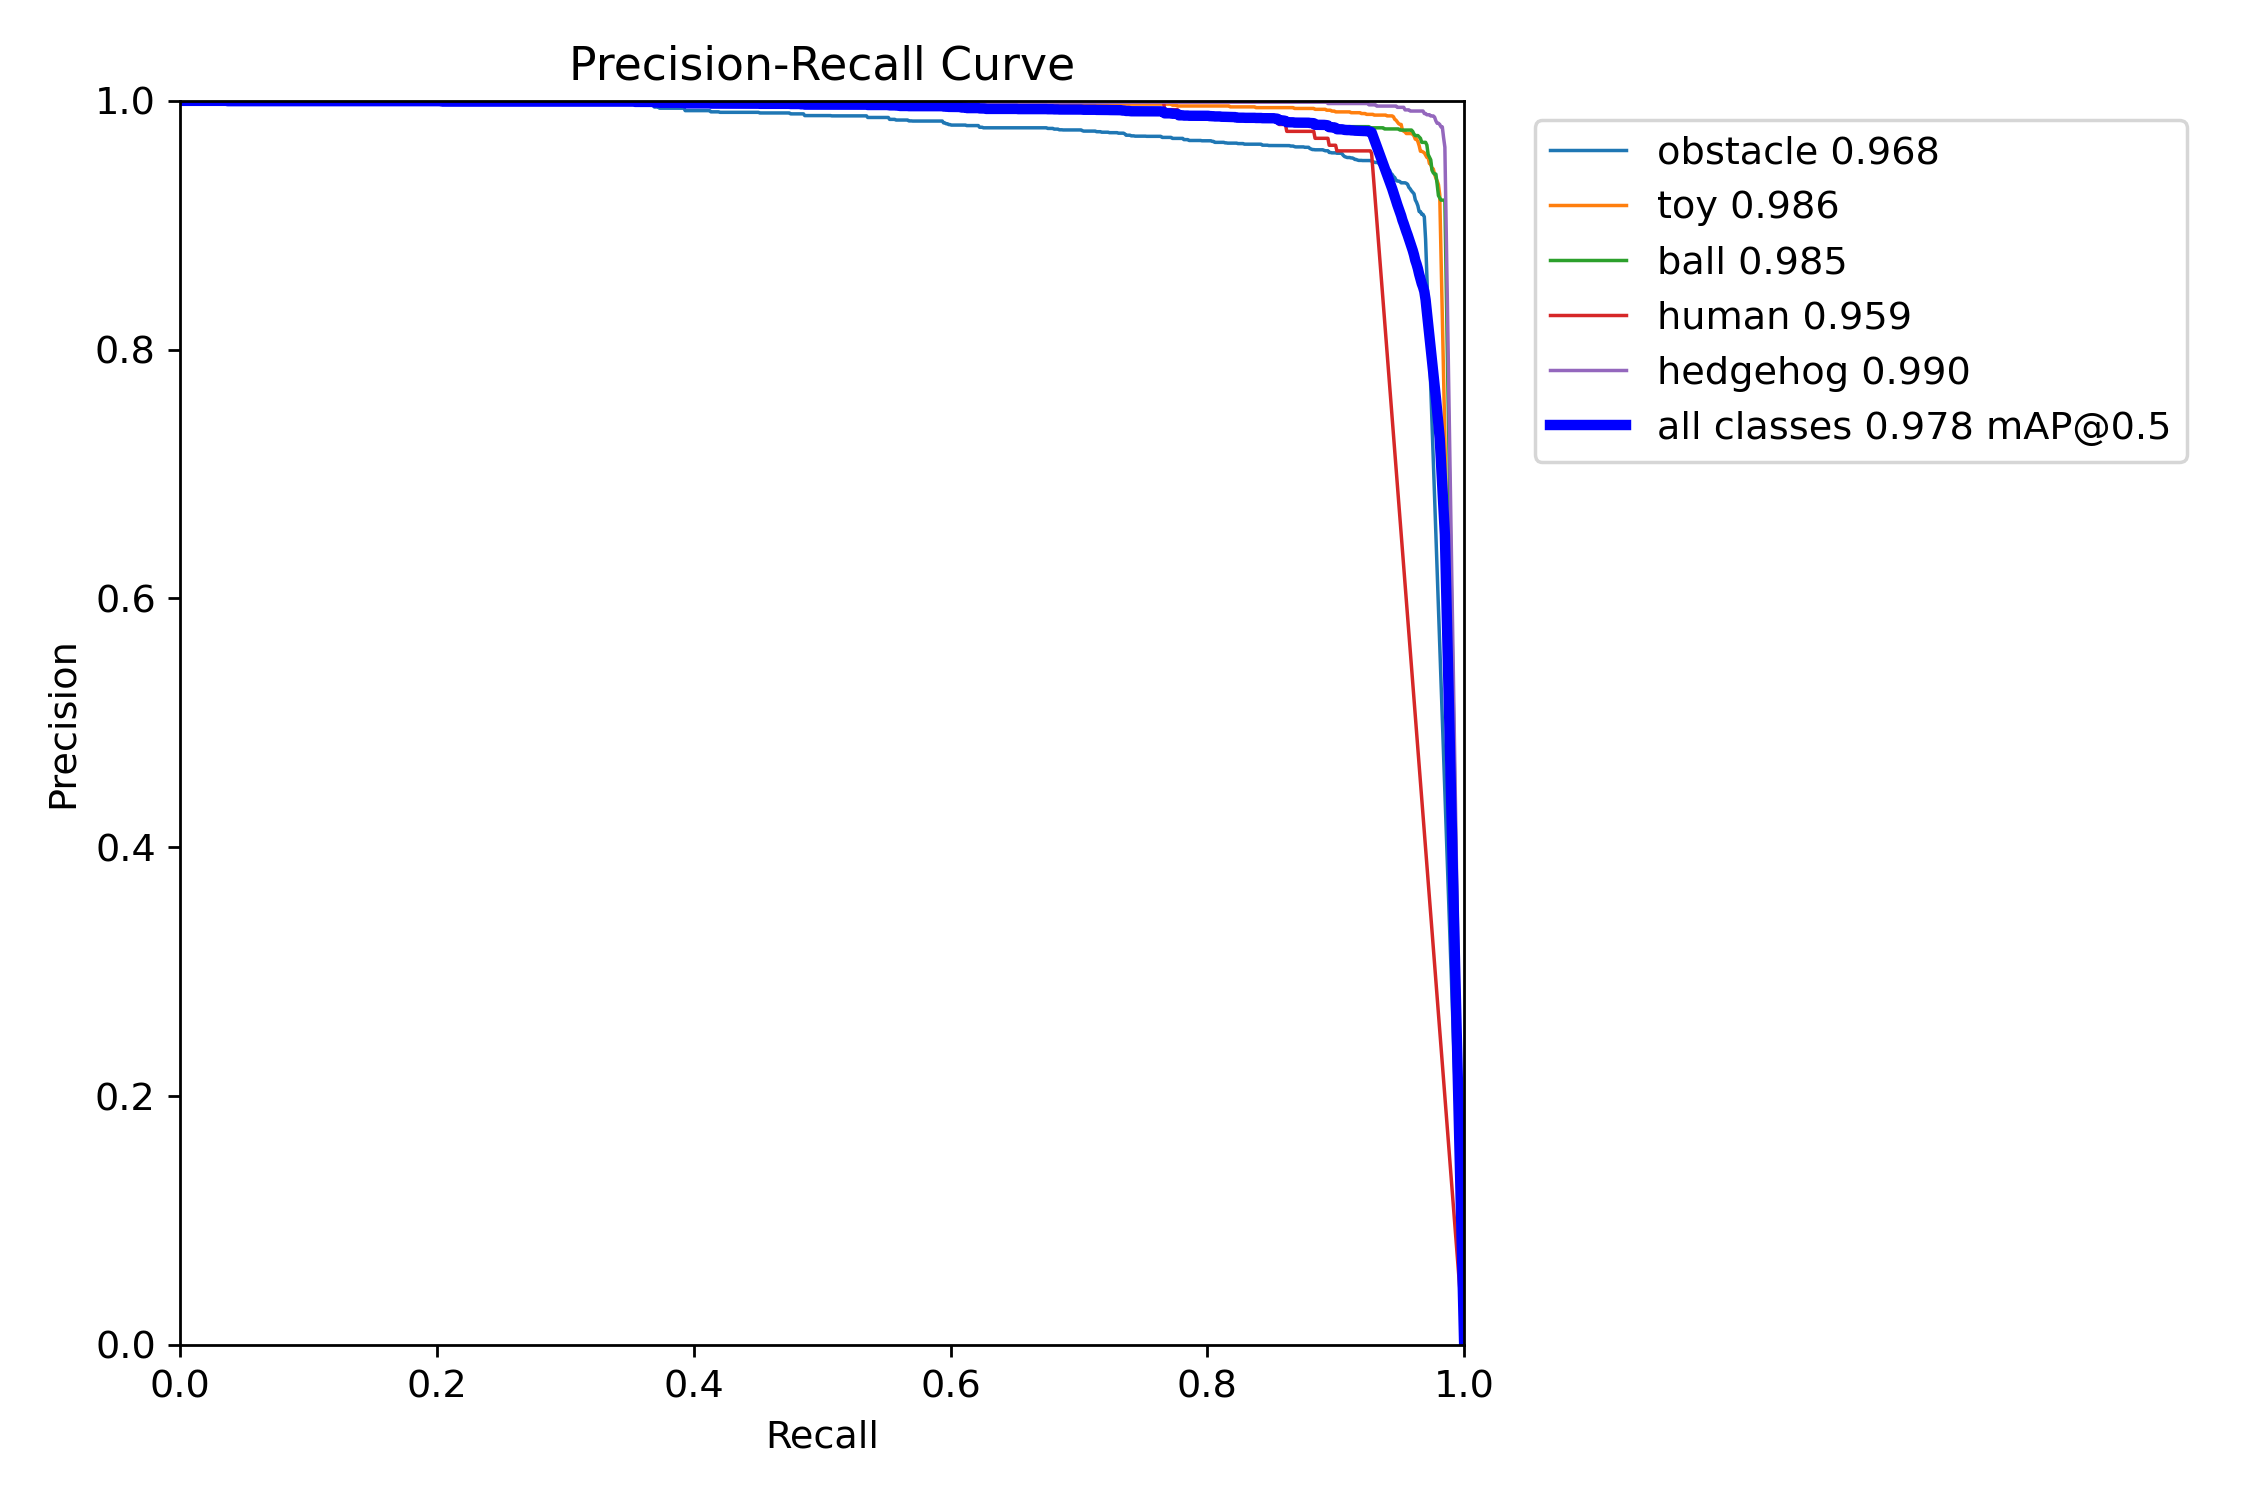 Precision-Recall Curve
1.0
0.8
0.6
0.4
0.2
0.0
Precision
0.0 0.2 0.4 0.6 0.8 1.0
Recall
obstacle 0.968
toy 0.986
ball 0.985
human 0.959
hedgehog 0.990
all classes 0.978 mAP@0.5